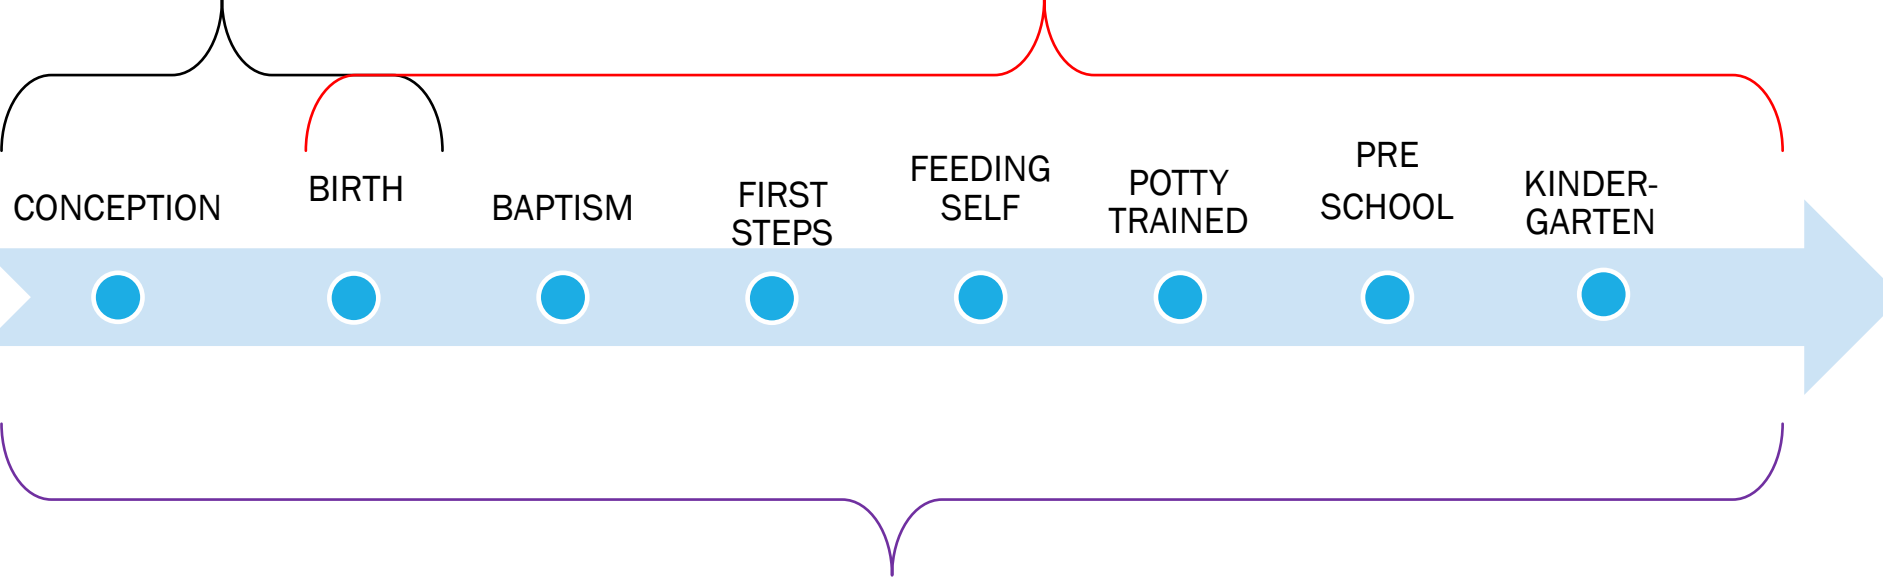 CONCEPTION
BIRTH
BAPTISM
FIRST
STEPS
FEEDING
SELF
POTTY
TRAINED
PRE
SCHOOL
KINDER-
GARTEN